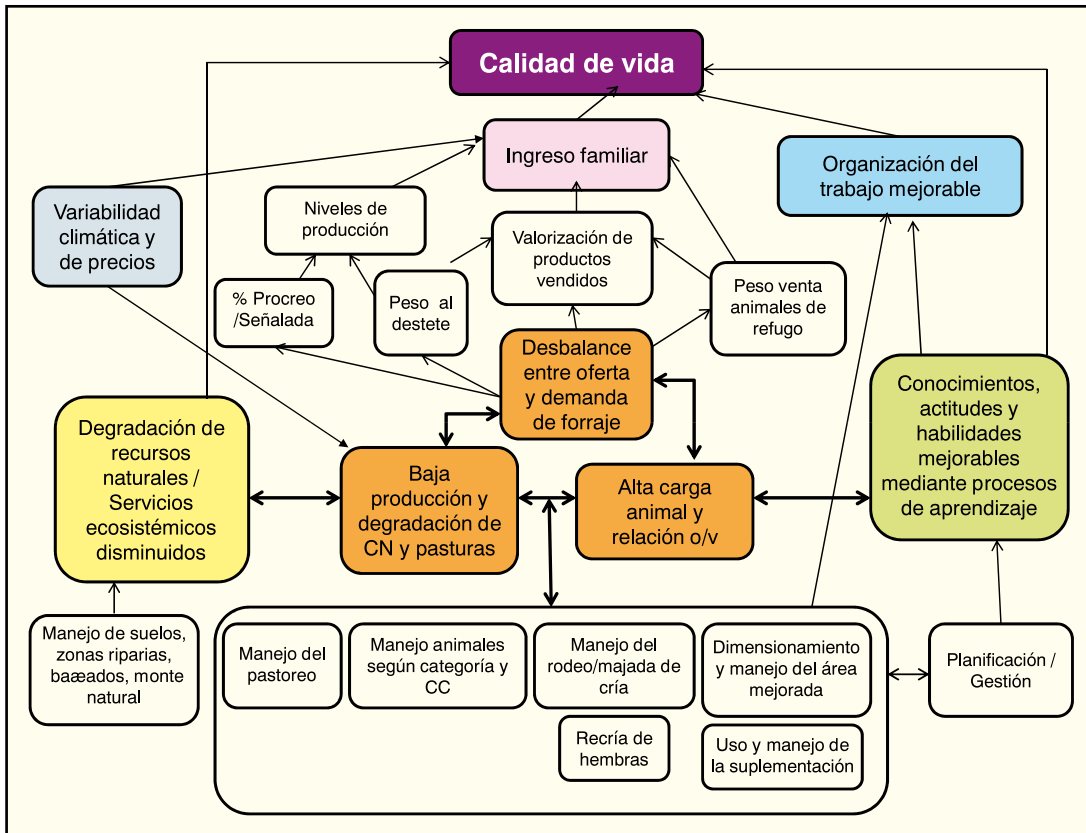 Calidad de vida
Ingreso familiar
Organización del
trabajo mejorable
Variabilidad
climática y
de precios
Niveles de
producción
Valorización de
productos
vendidos
% Procreo
/Señalada
Peso al
destete
Peso venta
animales de
refugo
Desbalance
entre oferta
y demanda
de forraje
Degradación de
recursos
naturales /
Servicios
ecosistémicos
disminuidos
Baja
producción y
degradación de
CN y pasturas
Alta carga
animal y
relación o/v
Conocimientos,
actitudes y
habilidades
mejorables
mediante procesos
de aprendizaje
Manejo de suelos,
zonas riparias,
baæados, monte
natural
Manejo del
pastoreo
Manejo animales
según categoría y
CC
Manejo del
rodeo/majada de
cría
Dimensionamiento
y manejo del área
mejorada
Recría de
hembras
Uso y manejo de
la suplementación
Planificación /
Gestión